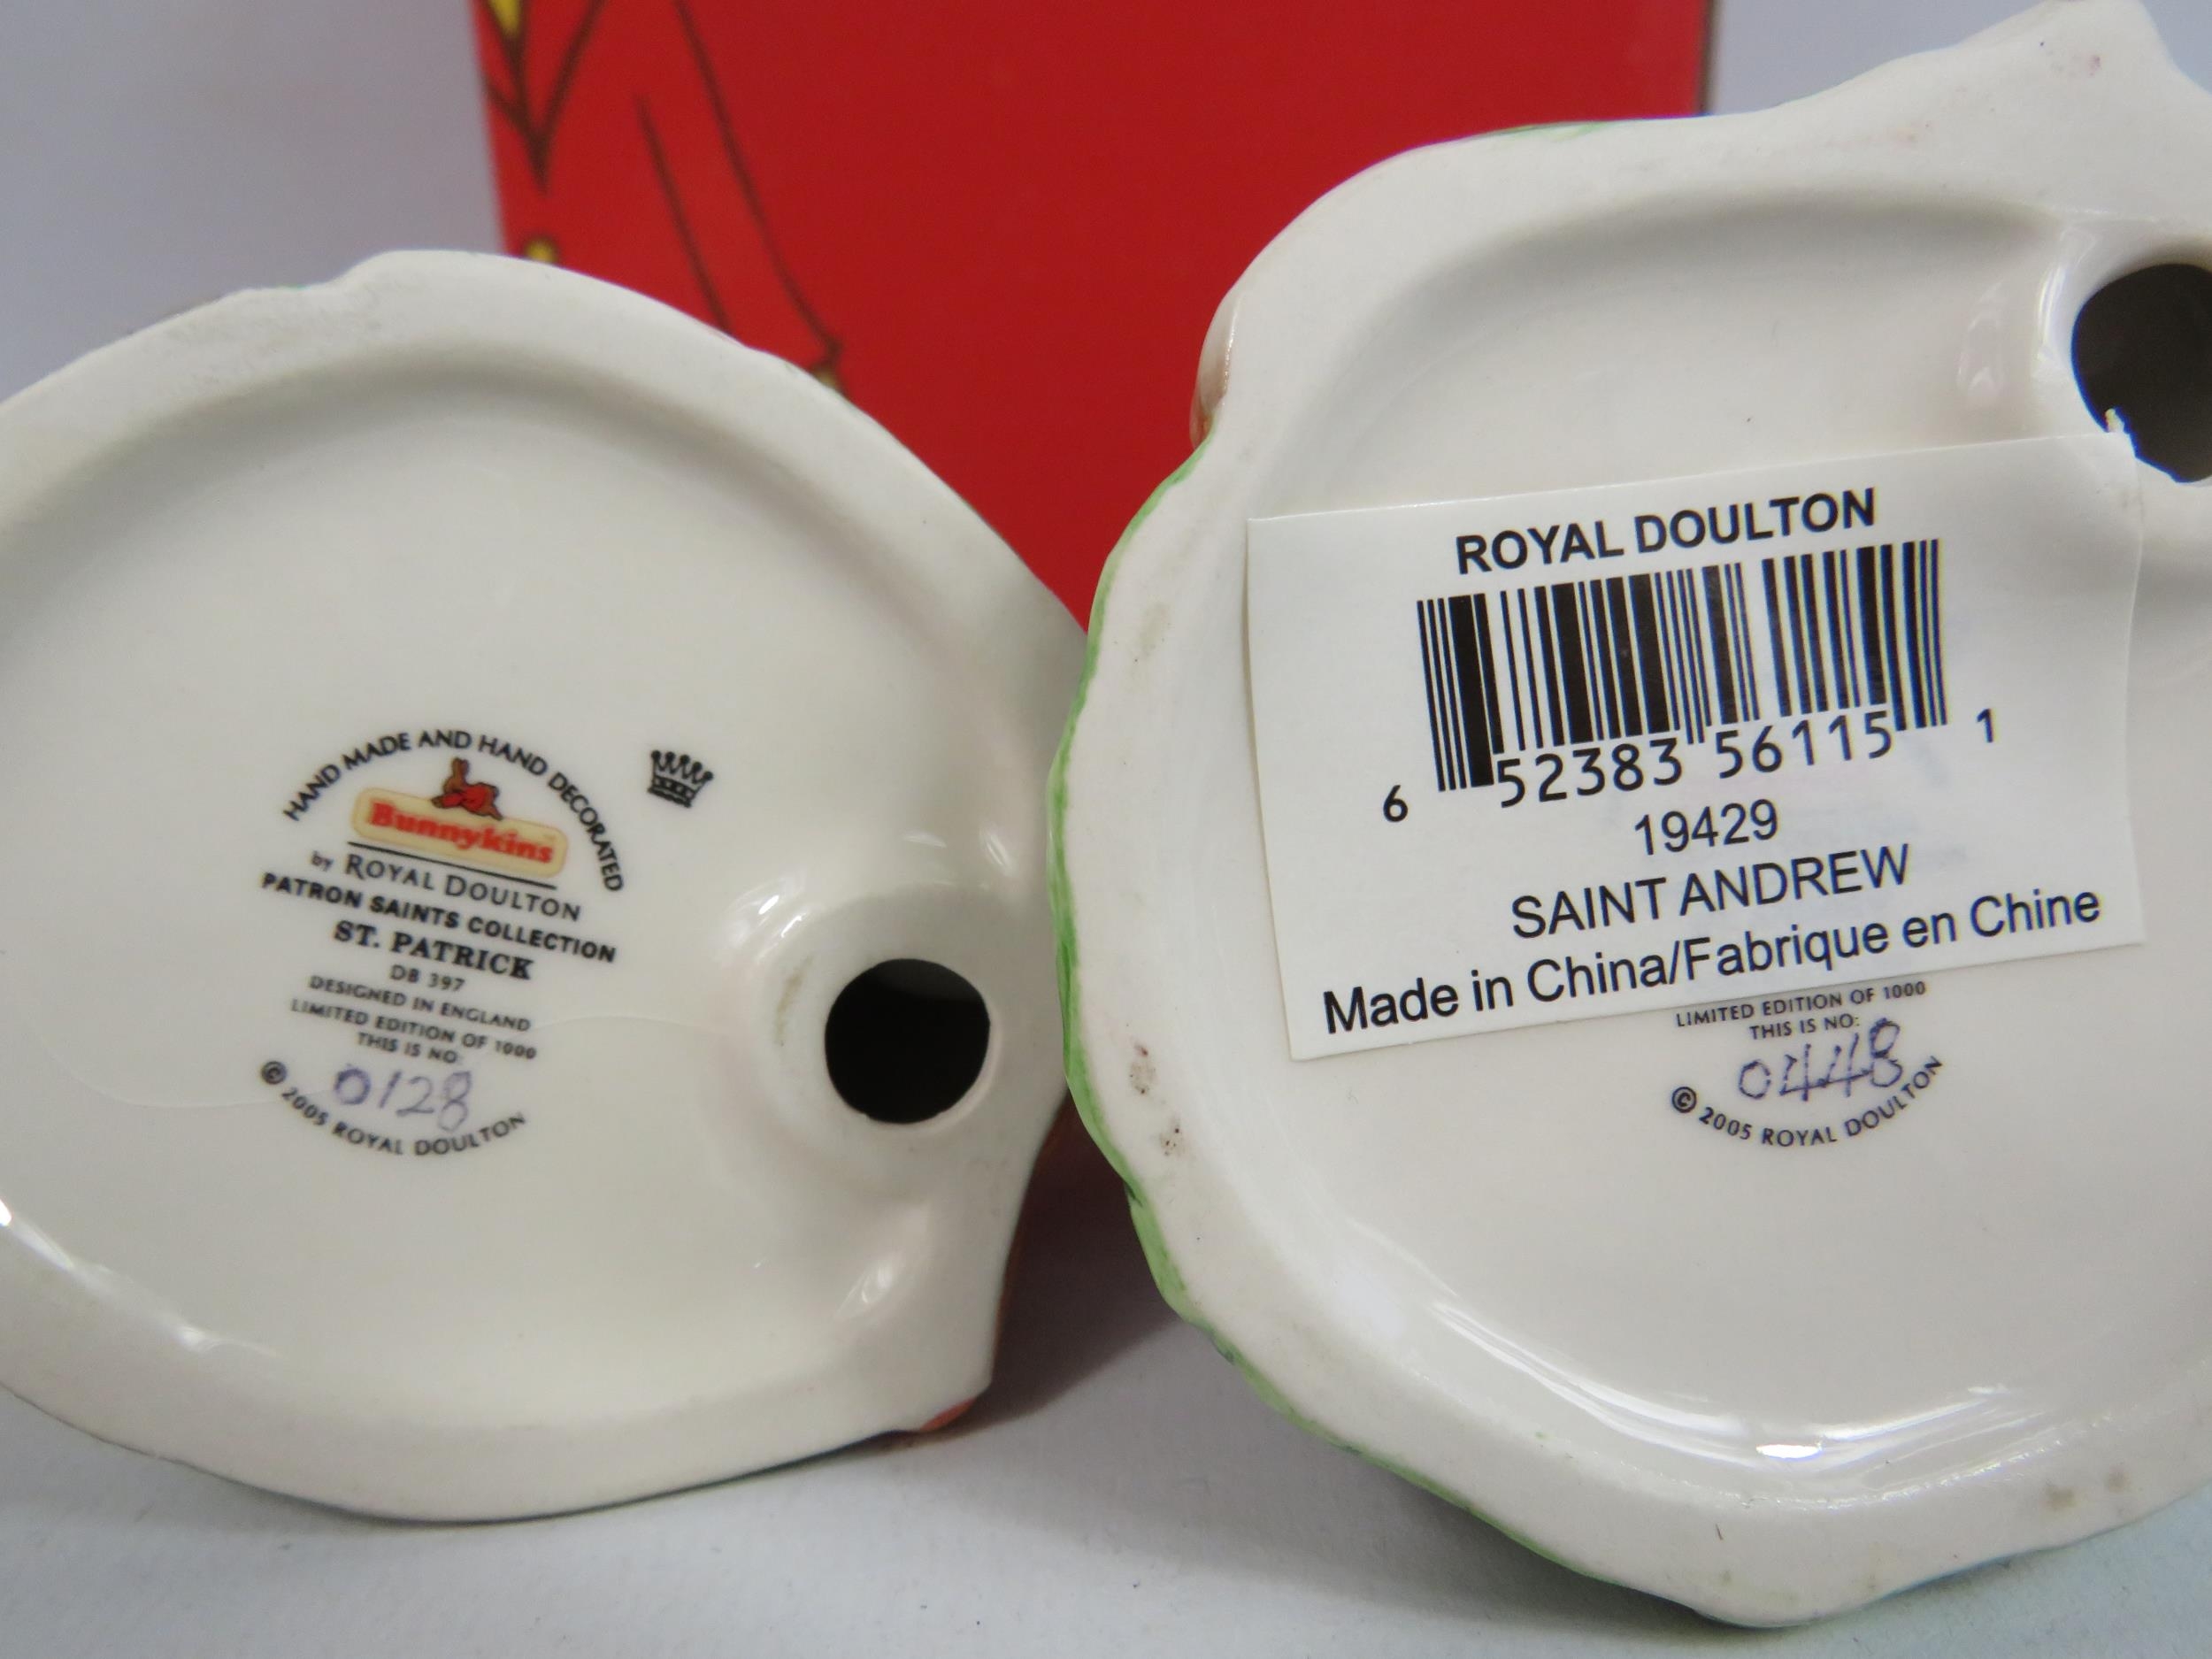 HAND MADE AND HAND DECORATED
Bunnykins™
by ROYAL DOULTON
PATRON SAINTS COLLECTION
ST. PATRICK
DB 397
DESIGNED IN ENGLAND
LIMITED EDITION OF 1000
THIS IS NO:
0128
© 2005 ROYAL DOULTON
ROYAL DOULTON
6 52383 56115 1
19429
SAINT ANDREW
Made in China/Fabrique en Chine
LIMITED EDITION OF 1000
THIS IS NO:
0448
© 2005 ROYAL DOULTON